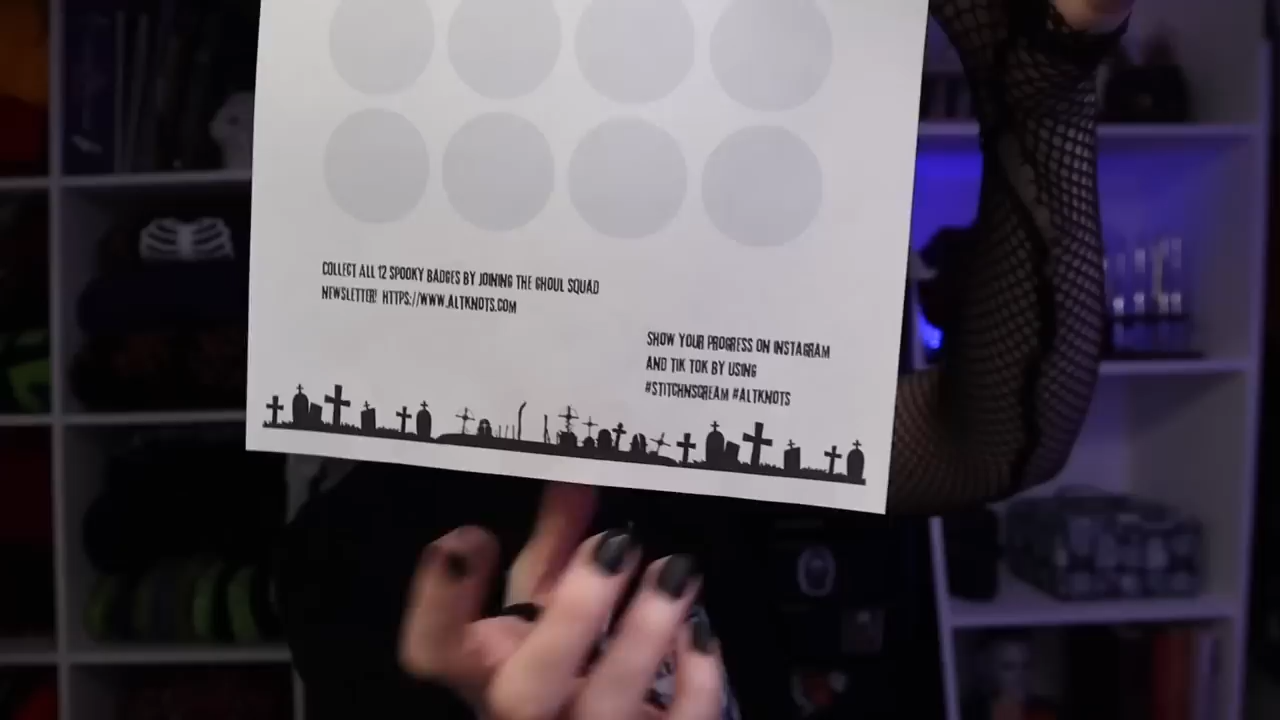 COLLECT ALL 12 SPOOKY BADGES BY JOINING THE GHOUL SQUAD
NEWSLETTER! HTTPS://WWW.ALTKNOTS.COM
SHOW YOUR PROGRESS ON INSTAGRAM
AND TIK TOK BY USING
#STITCHNSCREAM #ALTKNOTS